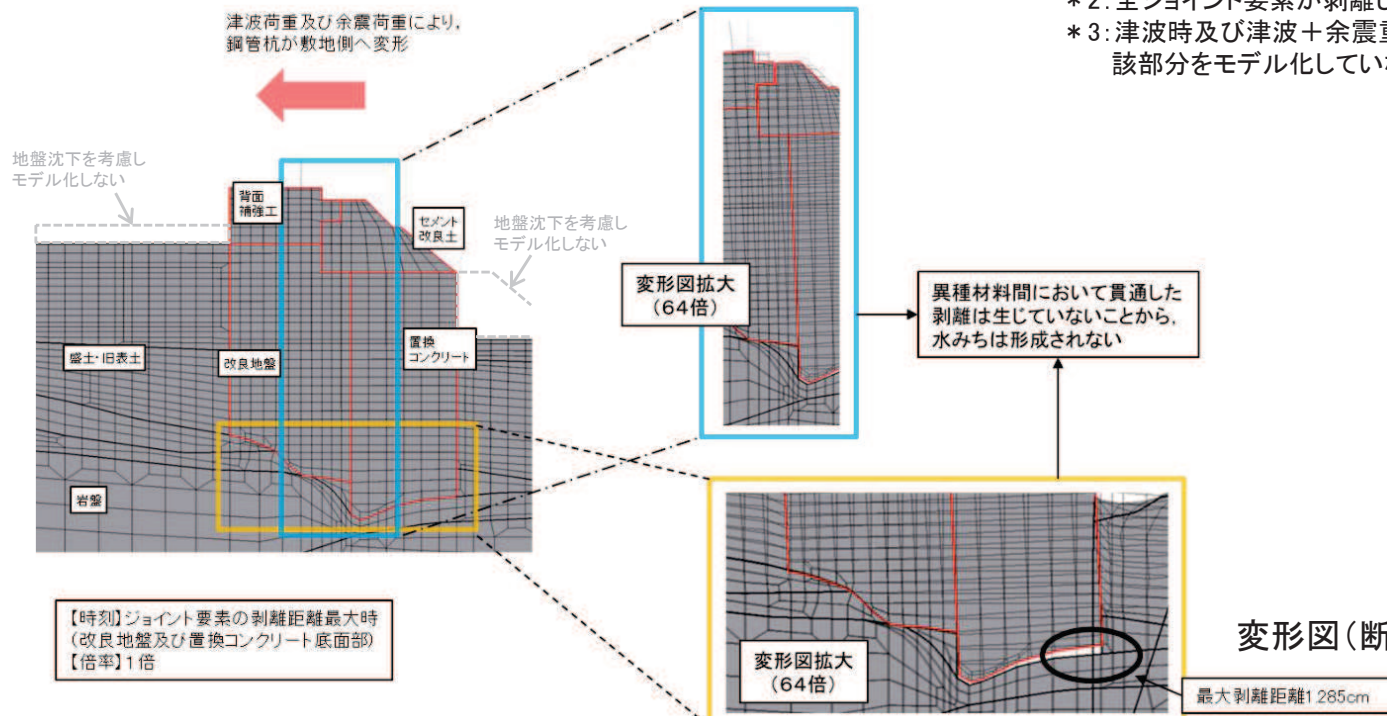 *2:全ジョイント要素が剥離し
*3:津波時及び津波+余震重
該部分をモデル化していな
津波荷重及び余震荷重により,
鋼管杭が敷地側へ変形
地盤沈下を考慮し
モデル化しない
背面
補強工
セメント
改良土
地盤沈下を考慮し
モデル化しない
変形図拡大
(64倍)
異種材料間において貫通した
剥離は生じていないことから,
水みちは形成されない
盛土・旧表土
改良地盤
置換
コンクリート
岩盤
【時刻】ジョイント要素の剥離距離最大時
(改良地盤及び置換コンクリート底面部)
【倍率】1倍
変形図拡大
(64倍)
変形図(断
最大剥離距離1.285cm